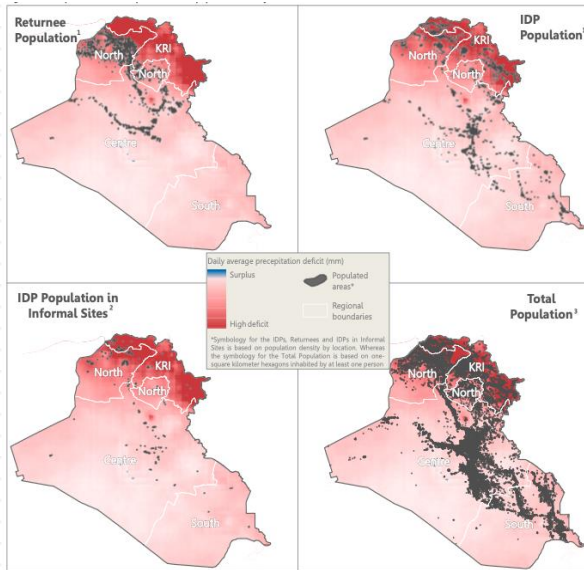 Returnee
Population1
North
KRI
North
Centre
South
IDP
Population
North
KRI
North
Centre
South
Daily average precepitation deficit (mm)
Surplus
High deficit
Populated
areas*
Regional
boundaries
*Symbology for the IDPs, Returnees and IDPs in Informal
Sites is based on population density by location. Whereas
the symbology for the Total Population is based on one-
square kilometer hexagons inhabited by at least one person
IDP Population in
Informal Sites2
North
KRI
North
Centre
South
Total
Population3
North
KRI
North
Centre
South